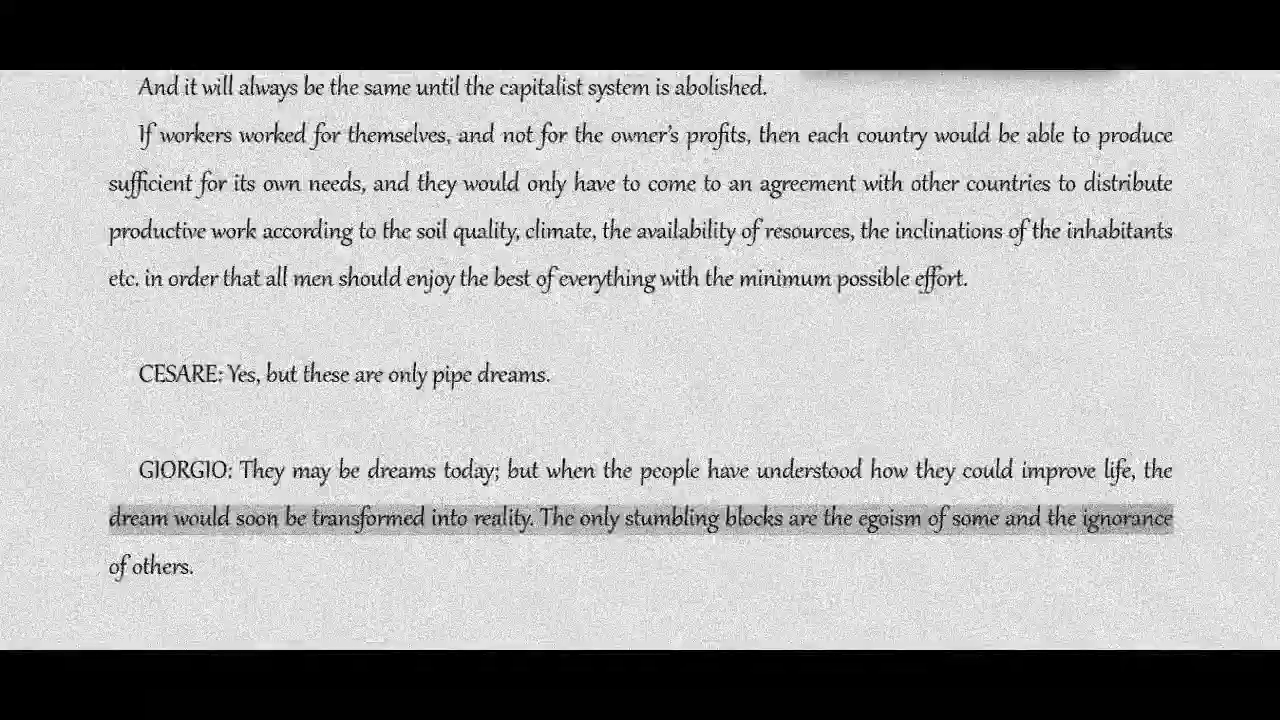 And it will always be the same until the capitalist system is abolished.
If workers worked for themselves, and not for the owner's profits, then each country would be able to produce
sufficient for its own needs, and they would only have to come to an agreement with other countries to distribute
productive work according to the soil quality, climate, the availability of resources, the inclinations of the inhabitants
etc. in order that all men should enjoy the best of everything with the minimum possible effort.
CESARE: Yes, but these are only pipe dreams.
GIORGIO: They may be dreams today; but when the people have understood how they could improve life, the
dream would soon be transformed into reality. The only stumbling blocks are the egoism of some and the ignorance
of others.